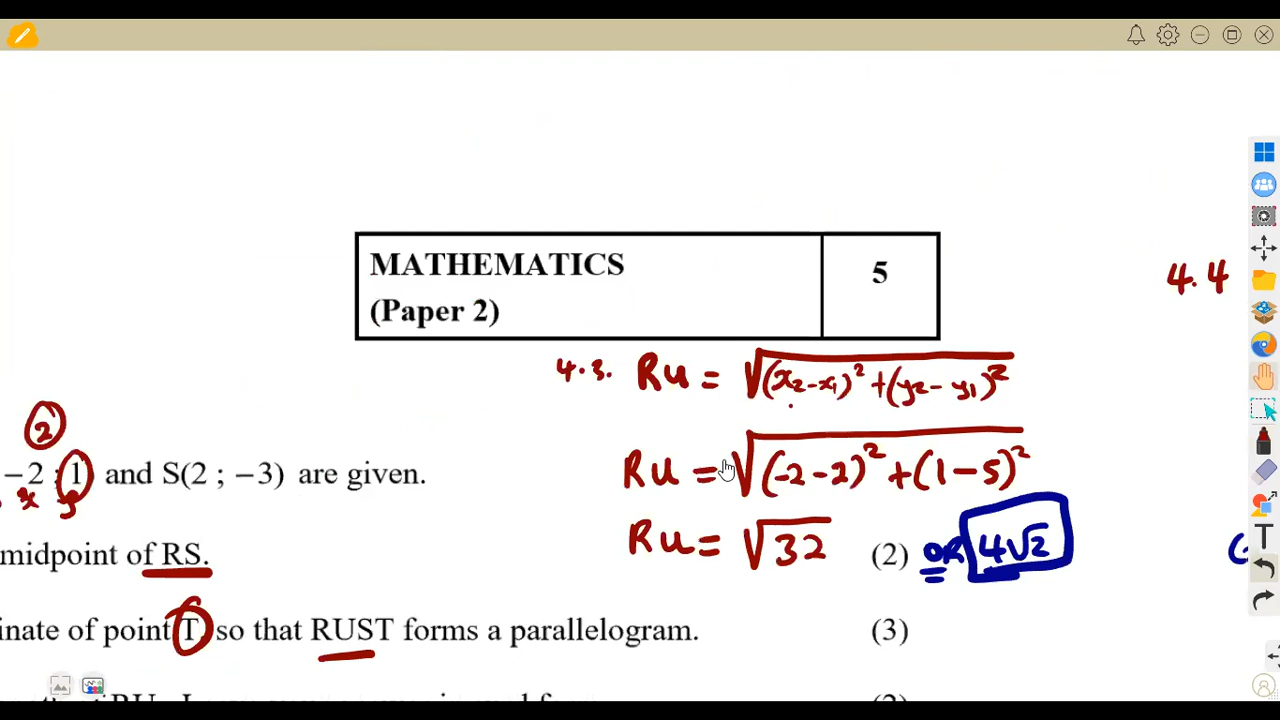 MATHEMATICS
(Paper 2)
5
4.4
4.3. Ru = √(x₂-x₁)² + (y₂-y₁)²
2
-2 ; 1) and S(2 ; −3) are given.
x y
Ru = √(-2-2)² + (1-5)²
Ru = √32
(2)
OR 4√2
midpoint of RS.
inate of point T so that RUST forms a parallelogram.
(3)